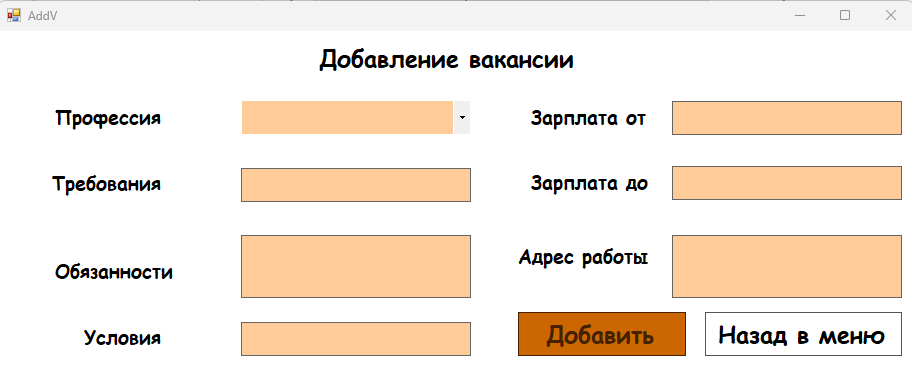 AddV
Добавление вакансии
Профессия
Зарплата от
Требования
Зарплата до
Обязанности
Адрес работы
Условия
Добавить
Назад в меню